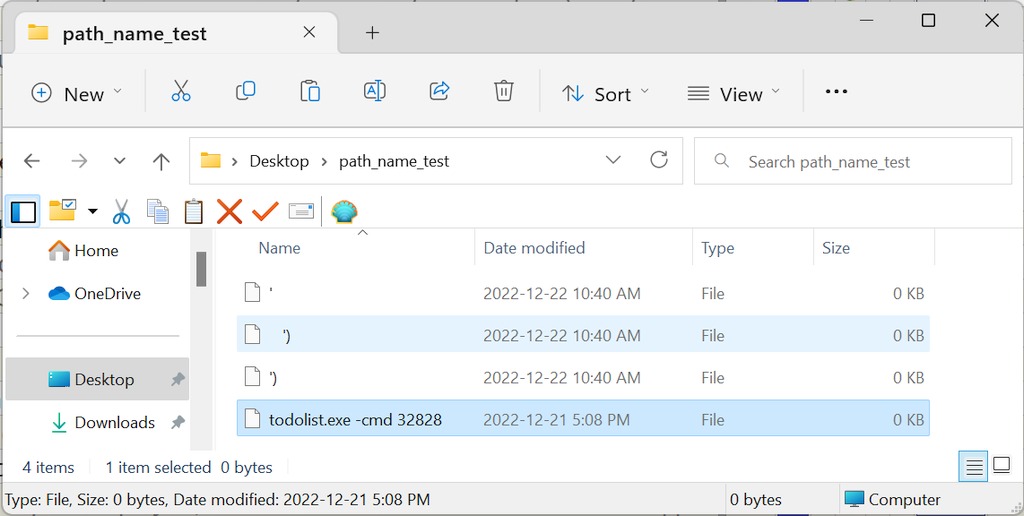 path_name_test
New
Sort
View
Desktop > path_name_test
Search path_name_test
Name Date modified Type Size
Home
OneDrive
Desktop
Downloads
' 2022-12-22 10:40 AM File 0 KB
') 2022-12-22 10:40 AM File 0 KB
') 2022-12-22 10:40 AM File 0 KB
todolist.exe -cmd 32828 2022-12-21 5:08 PM File 0 KB
4 items 1 item selected 0 bytes
Type: File, Size: 0 bytes, Date modified: 2022-12-21 5:08 PM 0 bytes Computer